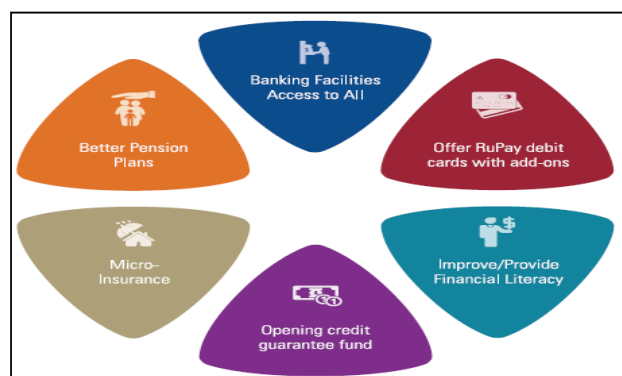 Banking Facilities
Access to All
Better Pension
Plans
Offer RuPay debit
cards with add-ons
Micro-
Insurance
Improve/Provide
Financial Literacy
Opening credit
guarantee fund